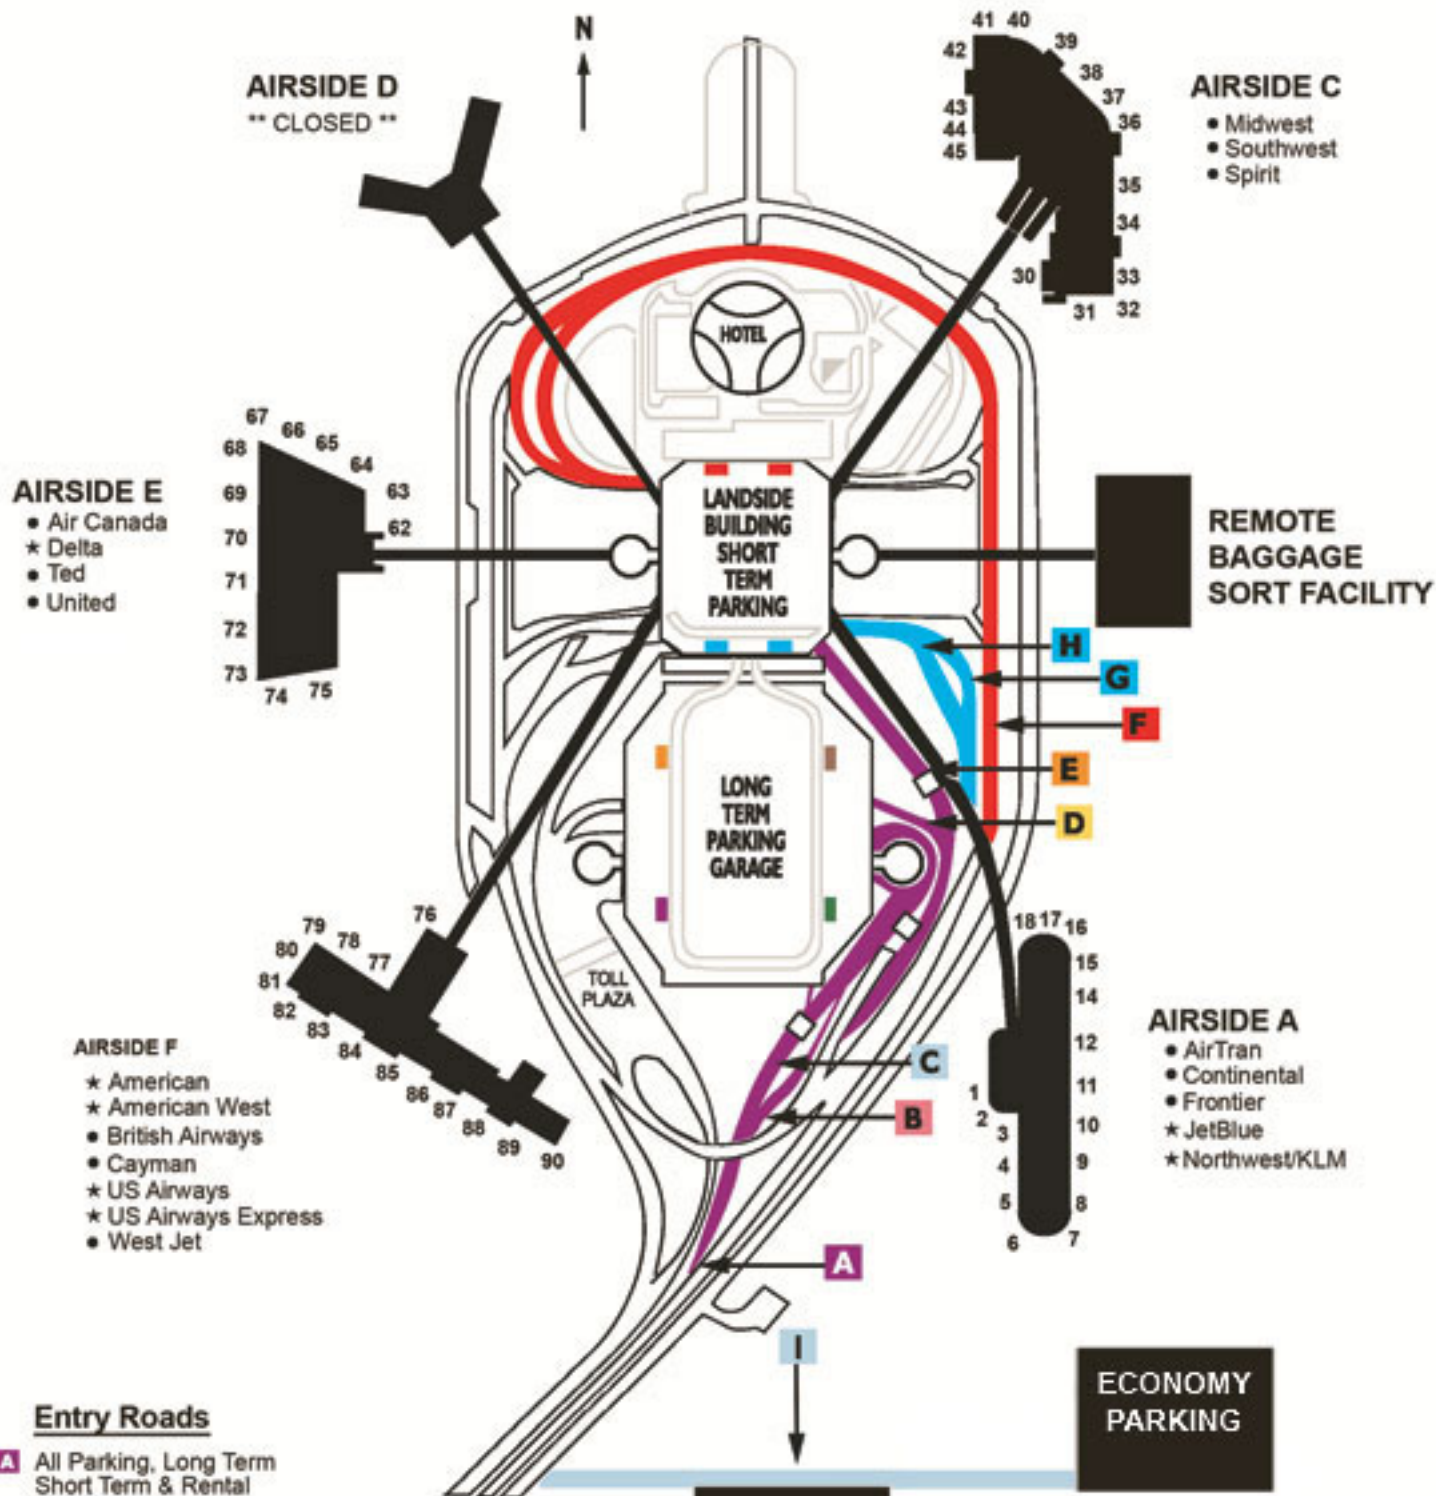 N
AIRSIDE D
** CLOSED **
41 40
42
39
38
37
43
36
44
45
35
34
30
33
31
32
AIRSIDE C
• Midwest
• Southwest
• Spirit
HOTEL
67
66
65
68
64
69
63
62
70
71
72
73
74 75
AIRSIDE E
• Air Canada
★ Delta
• Ted
• United
LANDSIDE
BUILDING
SHORT
TERM
PARKING
REMOTE
BAGGAGE
SORT FACILITY
H
G
F
E
D
LONG
TERM
PARKING
GARAGE
TOLL
PLAZA
76
79
78
80
77
81
82
83
84
85
86
87
88
89
90
AIRSIDE F
★ American
★ American West
• British Airways
• Cayman
★ US Airways
★ US Airways Express
• West Jet
18 17 16
15
14
12
11
1
2
10
3
9
4
5
8
6
7
AIRSIDE A
• AirTran
• Continental
• Frontier
★ JetBlue
★ Northwest/KLM
C
B
A
I
ECONOMY
PARKING
Entry Roads
A All Parking, Long Term
Short Term & Rental